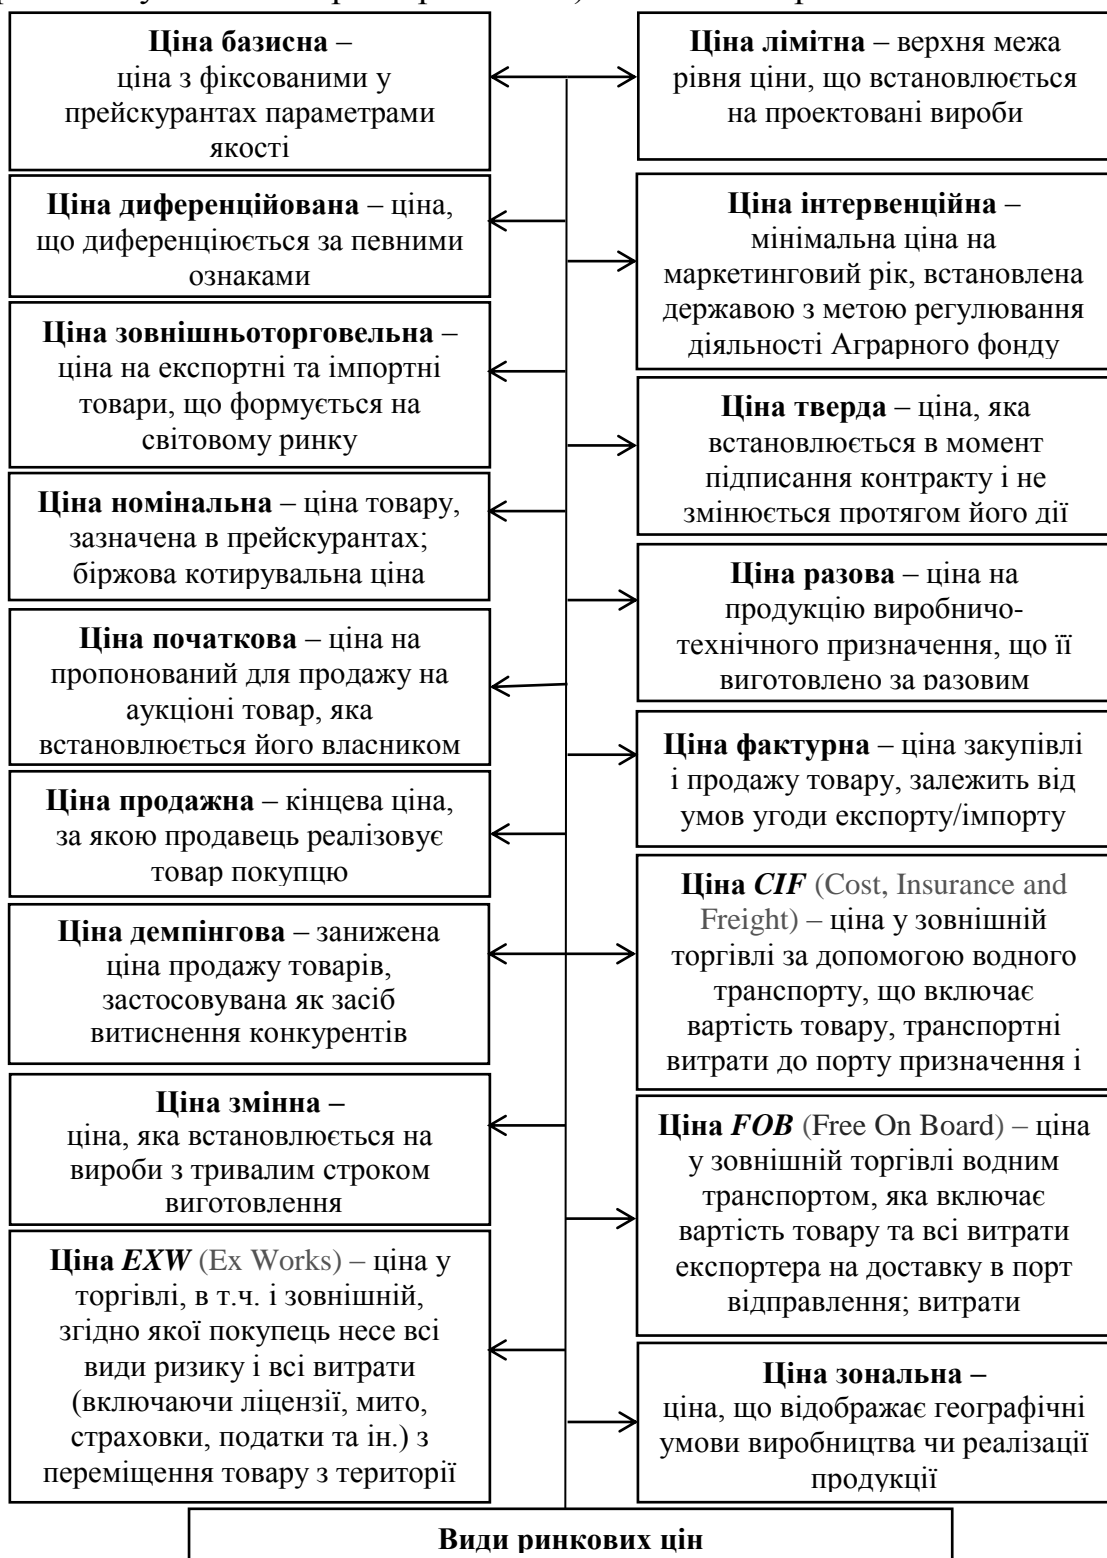 Ціна базисна –
ціна з фіксованими у
прейскурантах параметрами
якості
Ціна диференційована – ціна,
що диференціюється за певними
ознаками
Ціна зовнішньоторговельна –
ціна на експортні та імпортні
товари, що формується на
світовому ринку
Ціна номінальна – ціна товару,
зазначена в прейскурантах;
біржова котирувальна ціна
Ціна початкова – ціна на
пропонований для продажу на
аукціоні товар, яка
встановлюється його власником
Ціна продажна – кінцева ціна,
за якою продавець реалізовує
товар покупцю
Ціна демпінгова – занижена
ціна продажу товарів,
застосовувана як засіб
витиснення конкурентів
Ціна змінна –
ціна, яка встановлюється на
вироби з тривалим строком
виготовлення
Ціна EXW (Ex Works) – ціна у
торгівлі, в т.ч. і зовнішній,
згідно якої покупець несе всі
види ризику і всі витрати
(включаючи ліцензії, мито,
страховки, податки та ін.) з
переміщення товару з території
Ціна лімітна – верхня межа
рівня ціни, що встановлюється
на проектовані вироби
Ціна інтервенційна –
мінімальна ціна на
маркетинговий рік, встановлена
державою з метою регулювання
діяльності Аграрного фонду
Ціна тверда – ціна, яка
встановлюється в момент
підписання контракту і не
змінюється протягом його дії
Ціна разова – ціна на
продукцію виробничо-
технічного призначення, що її
виготовлено за разовим
Ціна фактурна – ціна закупівлі
і продажу товару, залежить від
умов угоди експорту/імпорту
Ціна CIF (Cost, Insurance and
Freight) – ціна у зовнішній
торгівлі за допомогою водного
транспорту, що включає
вартість товару, транспортні
витрати до порту призначення і
Ціна FOB (Free On Board) – ціна
у зовнішній торгівлі водним
транспортом, яка включає
вартість товару та всі витрати
експортера на доставку в порт
відправлення; витрати
Ціна зональна –
ціна, що відображає географічні
умови виробництва чи реалізації
продукції
Види ринкових цін